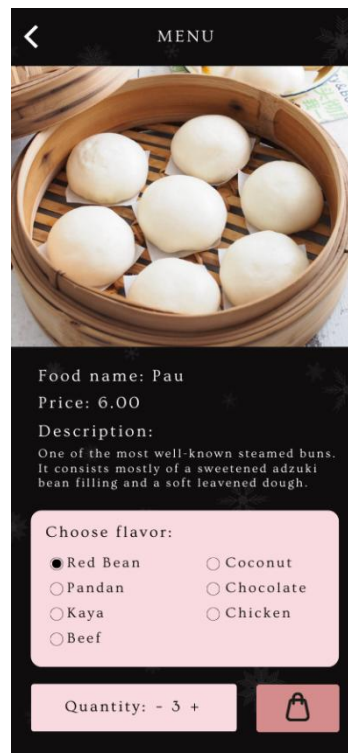 MENU
Food name: Pau
Price: 6.00
Description:
One of the most well-known steamed buns.
It consists mostly of a sweetened adzuki
bean filling and a soft leavened dough.
Choose flavor:
Red Bean
Coconut
Pandan
Chocolate
Kaya
Chicken
Beef
Quantity: - 3 +